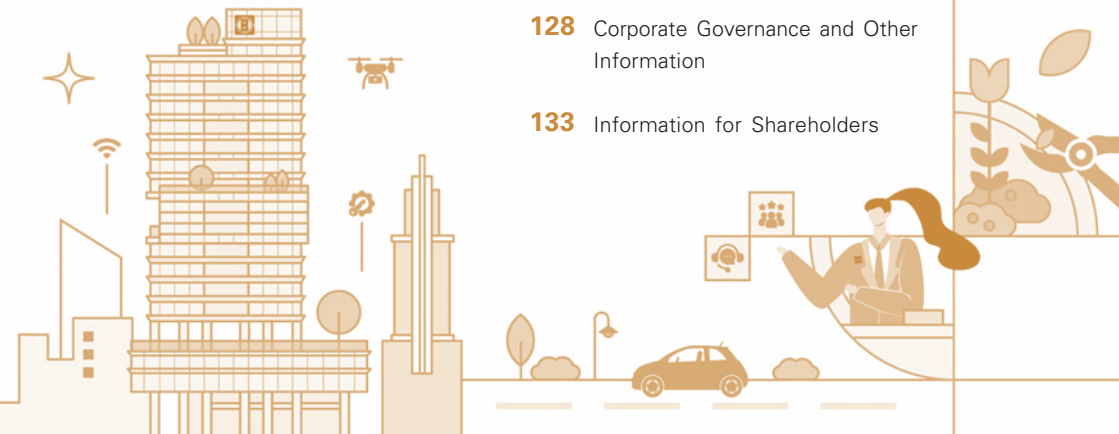 128 Corporate Governance and Other
Information
133 Information for Shareholders